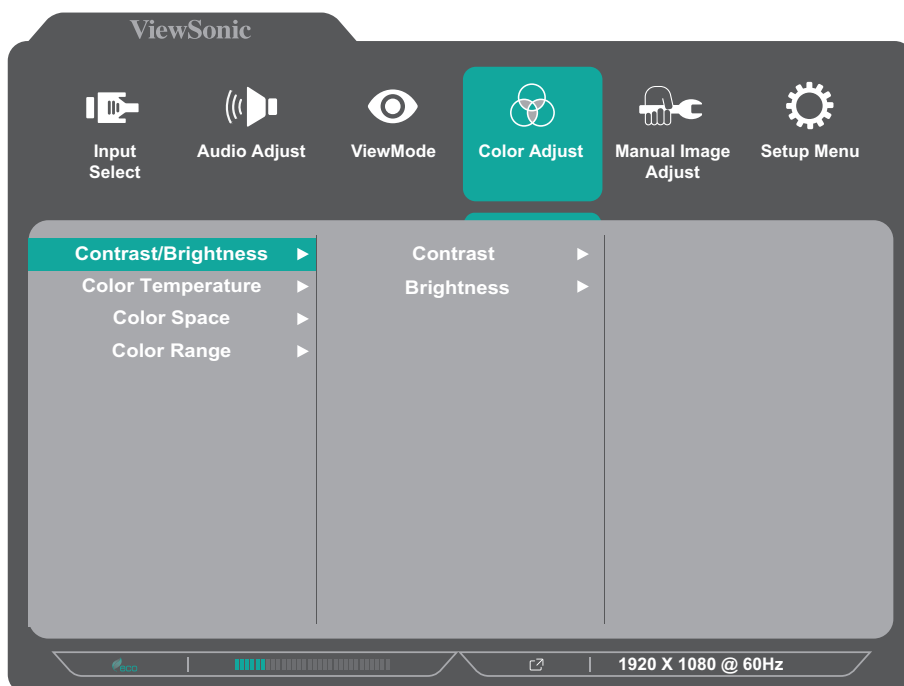 ViewSonic
Input
Select
Audio Adjust
ViewMode
Color Adjust
Manual Image
Adjust
Setup Menu
Contrast/Brightness
Color Temperature
Color Space
Color Range
Contrast
Brightness
eco
1920 X 1080 @ 60Hz